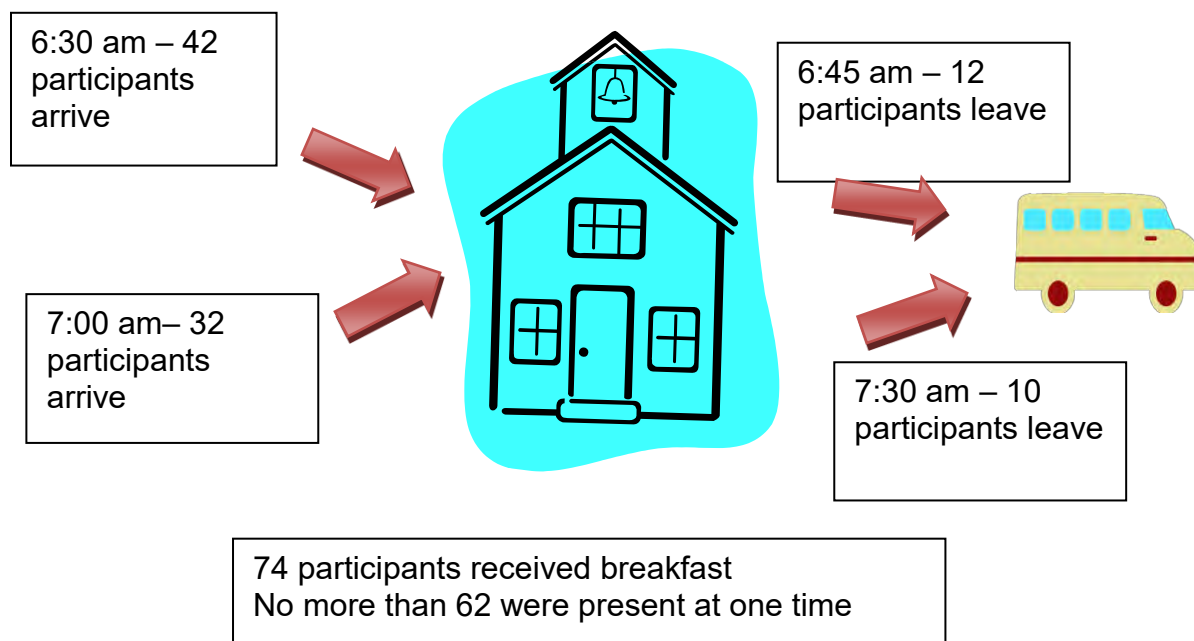 6:30 am – 42
participants
arrive
6:45 am – 12
participants leave
7:00 am– 32
participants
arrive
7:30 am – 10
participants leave
74 participants received breakfast
No more than 62 were present at one time